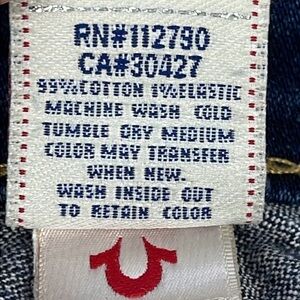 RN#112790
CA#30427
99%COTTON 1%ELASTIC
MACHINE WASH COLD
TUMBLE DRY MEDIUM
COLOR MAY TRANSFER
WHEN NEW.
WASH INSIDE OUT
TO RETAIN COLOR